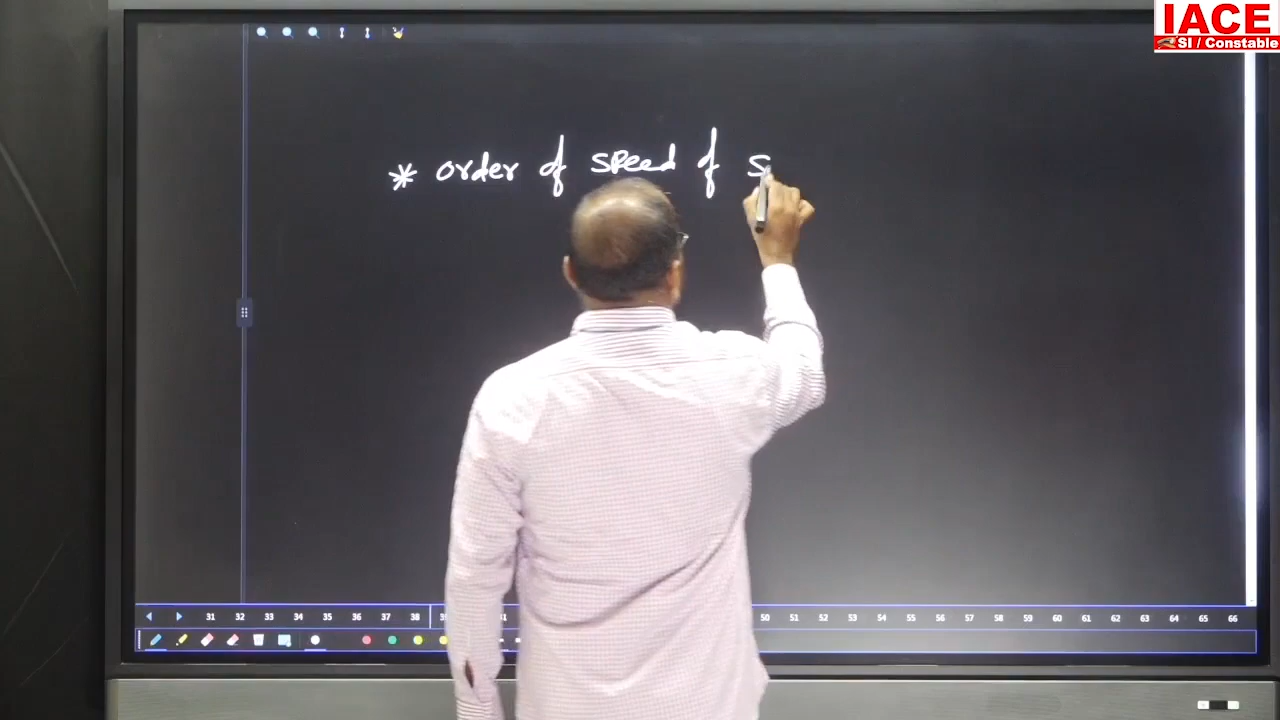 IACE
SI / Constable
* order of speed of s
31 32 33 34 35 36 37 38 50 51 52 53 54 55 56 57 58 59 60 61 62 63 64 65 66